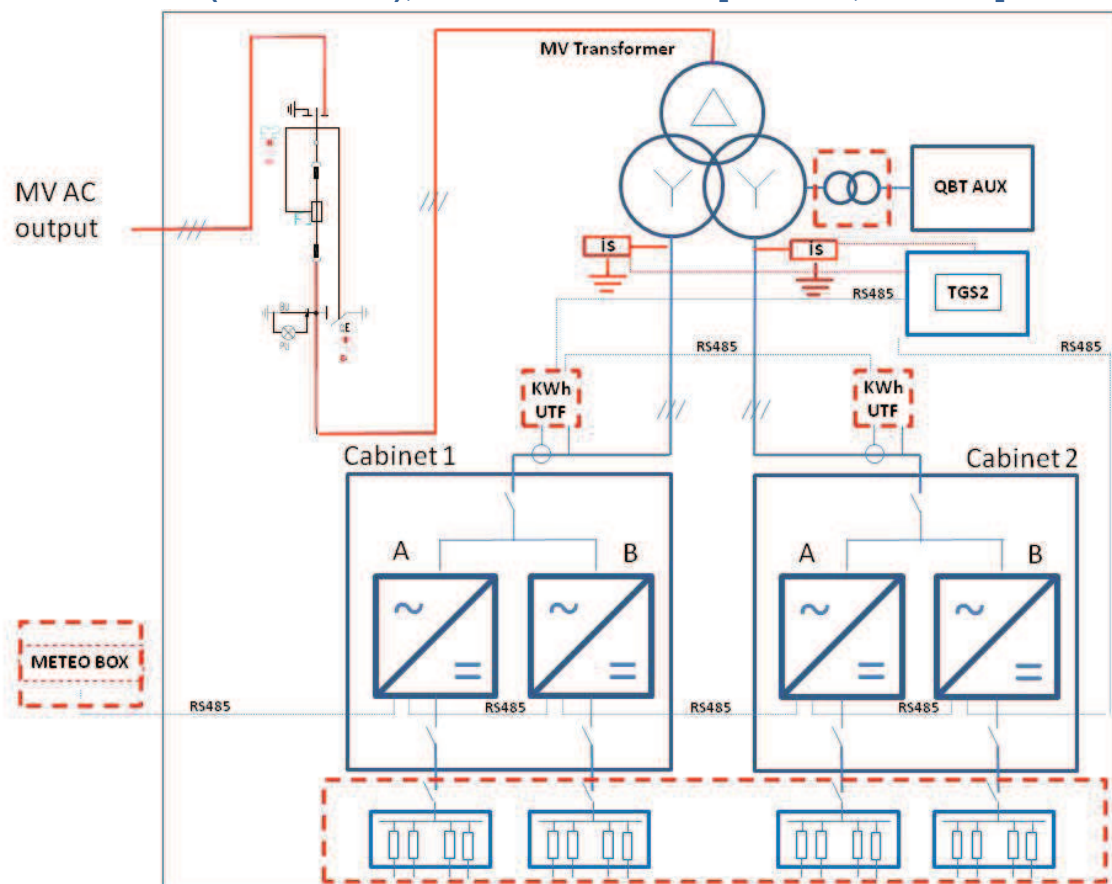 MV Transformer
MV AC
output
QBT AUX
is
is
TGS2
RS485
RS485
RS485
KWh
UTF
KWh
UTF
Cabinet 1
Cabinet 2
A
B
A
B
METEO BOX
RS485
RS485
RS485
RS485